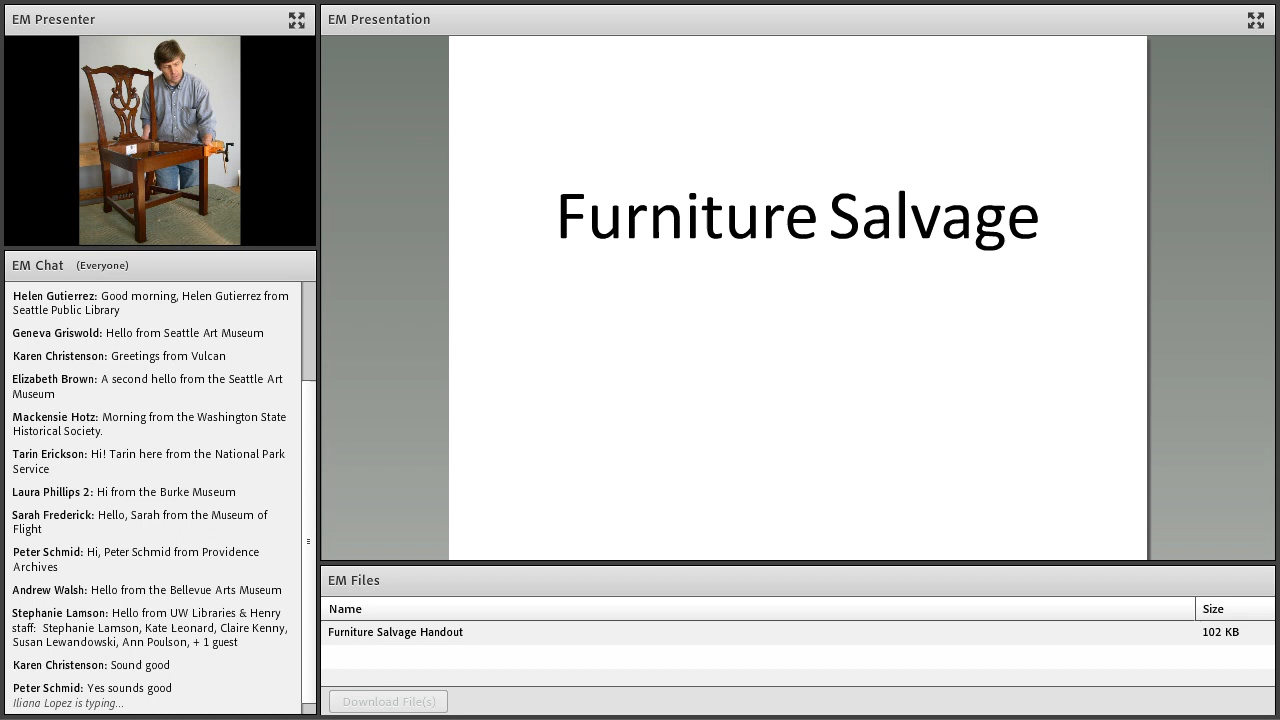 EM Presenter
EM Chat (Everyone)
Helen Gutierrez: Good morning, Helen Gutierrez from
Seattle Public Library
Geneva Griswold: Hello from Seattle Art Museum
Karen Christenson: Greetings from Vulcan
Elizabeth Brown: A second hello from the Seattle Art
Museum
Mackensie Hotz: Morning from the Washington State
Historical Society.
Tarin Erickson: Hi! Tarin here from the National Park
Service
Laura Phillips 2: Hi from the Burke Museum
Sarah Frederick: Hello, Sarah from the Museum of
Flight
Peter Schmid: Hi, Peter Schmid from Providence
Archives
Andrew Walsh: Hello from the Bellevue Arts Museum
Stephanie Lamson: Hello from UW Libraries & Henry
staff: Stephanie Lamson, Kate Leonard, Claire Kenny,
Susan Lewandowski, Ann Poulson, + 1 guest
Karen Christenson: Sound good
Peter Schmid: Yes sounds good
Iliana Lopez is typing...
EM Presentation
Furniture Salvage
EM Files
Name Size
Furniture Salvage Handout 102 KB
Download File(s)